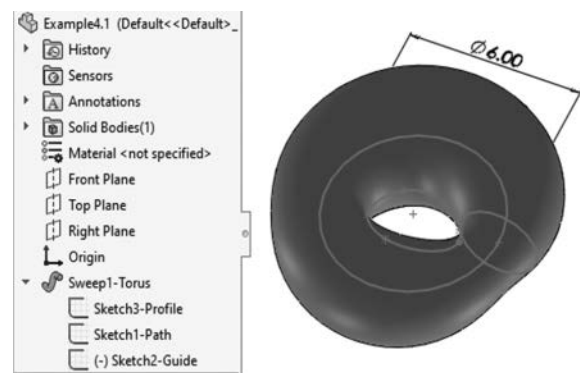 Example4.1 (Default<<Default>_
History
Sensors
Annotations
Solid Bodies(1)
Material <not specified>
Front Plane
Top Plane
Right Plane
Origin
Sweep1-Torus
Sketch3-Profile
Sketch1-Path
(-) Sketch2-Guide
Ø6.00